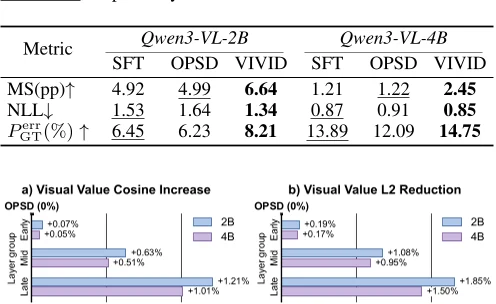 Metric Qwen3-VL-2B Qwen3-VL-4B
SFT OPSD VIVID SFT OPSD VIVID
MS(pp)↑ 4.92 4.99 6.64 1.21 1.22 2.45
NLL↓ 1.53 1.64 1.34 0.87 0.91 0.85
P^err_GT(%) ↑ 6.45 6.23 8.21 13.89 12.09 14.75
a) Visual Value Cosine Increase
OPSD (0%)
Layer group
Early +0.07% +0.05%
Mid +0.63% +0.51%
Late +1.21% +1.01%
2B
4B
b) Visual Value L2 Reduction
OPSD (0%)
Layer group
Early +0.19% +0.17%
Mid +1.08% +0.95%
Late +1.85% +1.50%
2B
4B